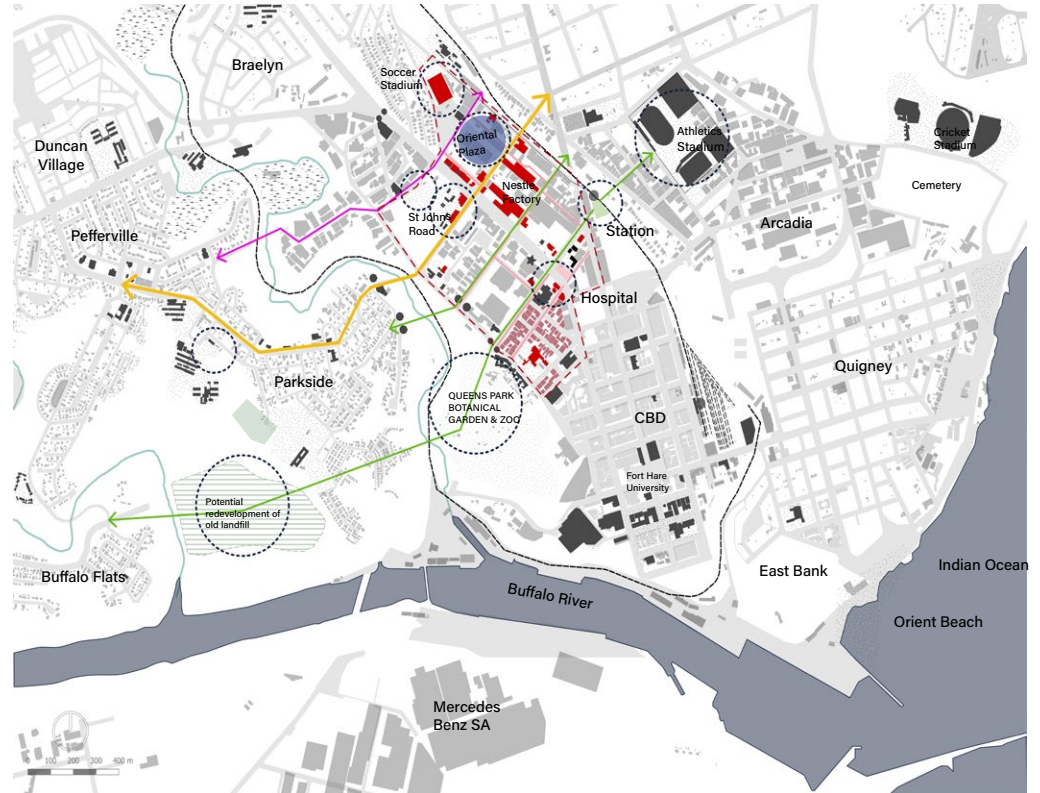 Braelyn
Soccer
Stadium
Duncan
Village
Oriental
Plaza
Athletics
Stadium
Cricket
Stadium
Cemetery
Nestle
Factory
St Johns
Road
Station
Arcadia
Pefferville
Hospital
Parkside
Quigney
QUEENS PARK
BOTANICAL
GARDEN & ZOO
CBD
Fort Hare
University
Potential
redevelopment of
old landfill
Buffalo Flats
Buffalo River
East Bank
Indian Ocean
Orient Beach
Mercedes
Benz SA
0 100 200 300 400 m